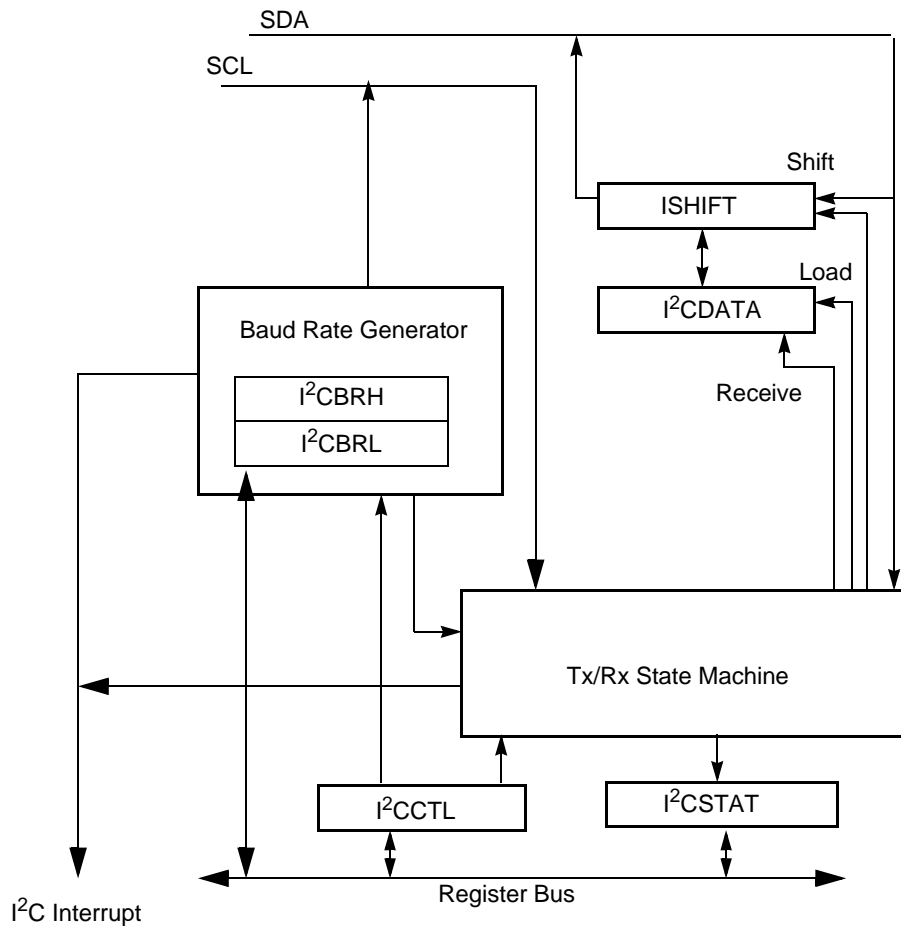 SDA
SCL
Shift
ISHIFT
Load
I²CDATA
Baud Rate Generator
I²CBRH
Receive
I²CBRL
Tx/Rx State Machine
I²CCTL
I²CSTAT
Register Bus
I²C Interrupt